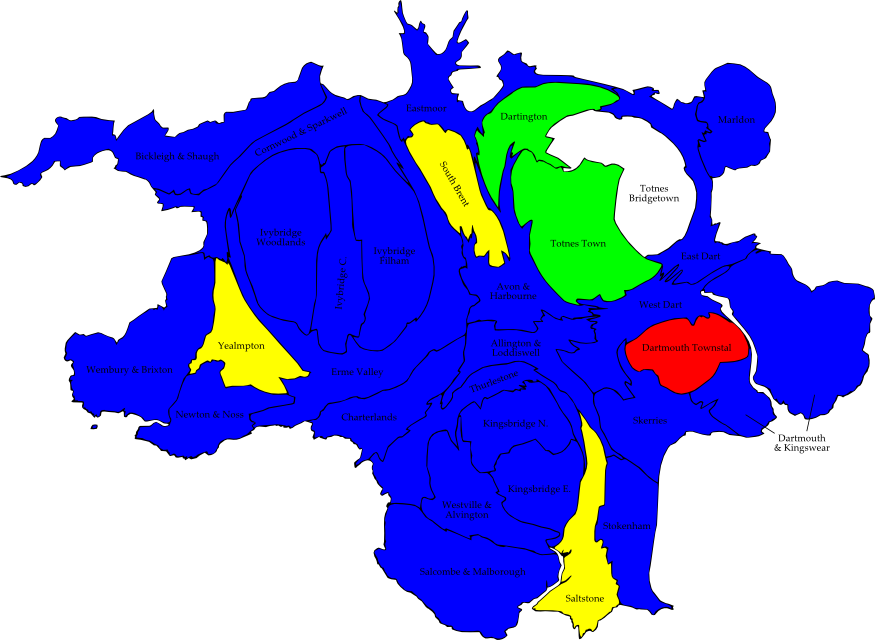 Eastmoor
Dartington
Marldon
Cornwood & Sparkwell
Bickleigh & Shaugh
South Brent
Totnes
Bridgetown
Ivybridge
Woodlands
Totnes Town
Ivybridge
Filham
East Dart
Ivybridge C
Avon &
Harbourne
West Dart
Yealmpton
Allington &
Loddiswell
Dartmouth Townstal
Wembury & Brixton
Erme Valley
Thurlestone
Newton & Noss
Charterlands
Kingsbridge N.
Skerries
Dartmouth
& Kingswear
Kingsbridge E.
Westville &
Alvington
Stokenham
Salcombe & Malborough
Saltstone